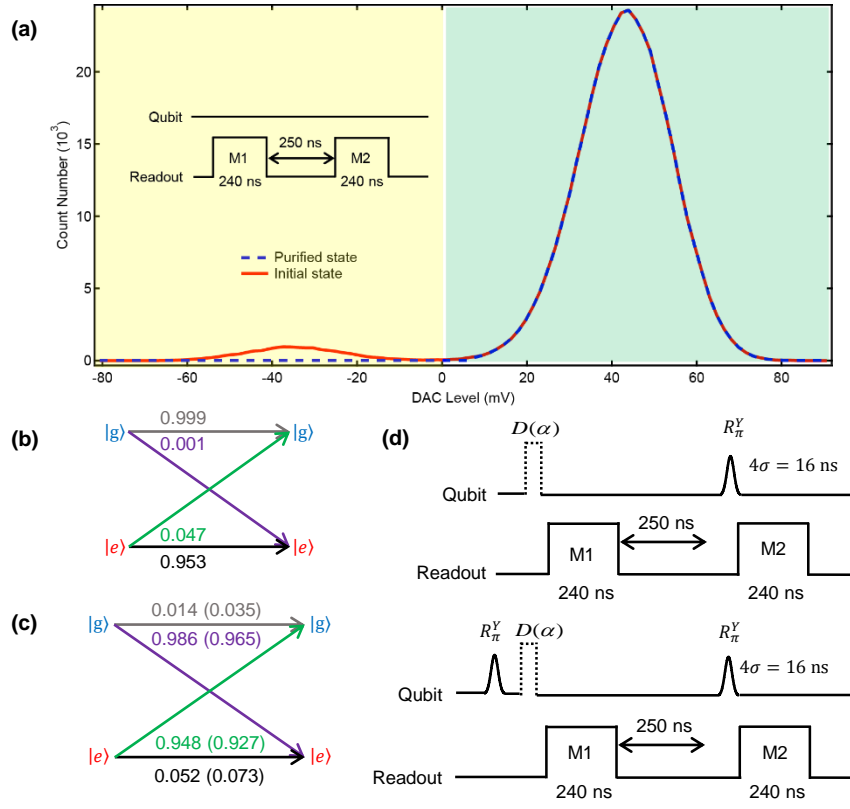 (a)
Count Number (10³)
20
15
10
5
0
Qubit
250 ns
M1
M2
Readout
240 ns
240 ns
Purified state
Initial state
-80
-60
-40
-20
0
20
40
60
80
DAC Level (mV)
(b)
0.999
|g⟩
|g⟩
0.001
0.047
|e⟩
|e⟩
0.953
(c)
0.014 (0.035)
|g⟩
|g⟩
0.986 (0.965)
0.948 (0.927)
|e⟩
|e⟩
0.052 (0.073)
(d)
D(α)
R_π^Y
4σ = 16 ns
Qubit
250 ns
M1
M2
Readout
240 ns
240 ns
R_π^Y
D(α)
R_π^Y
4σ = 16 ns
Qubit
250 ns
M1
M2
Readout
240 ns
240 ns